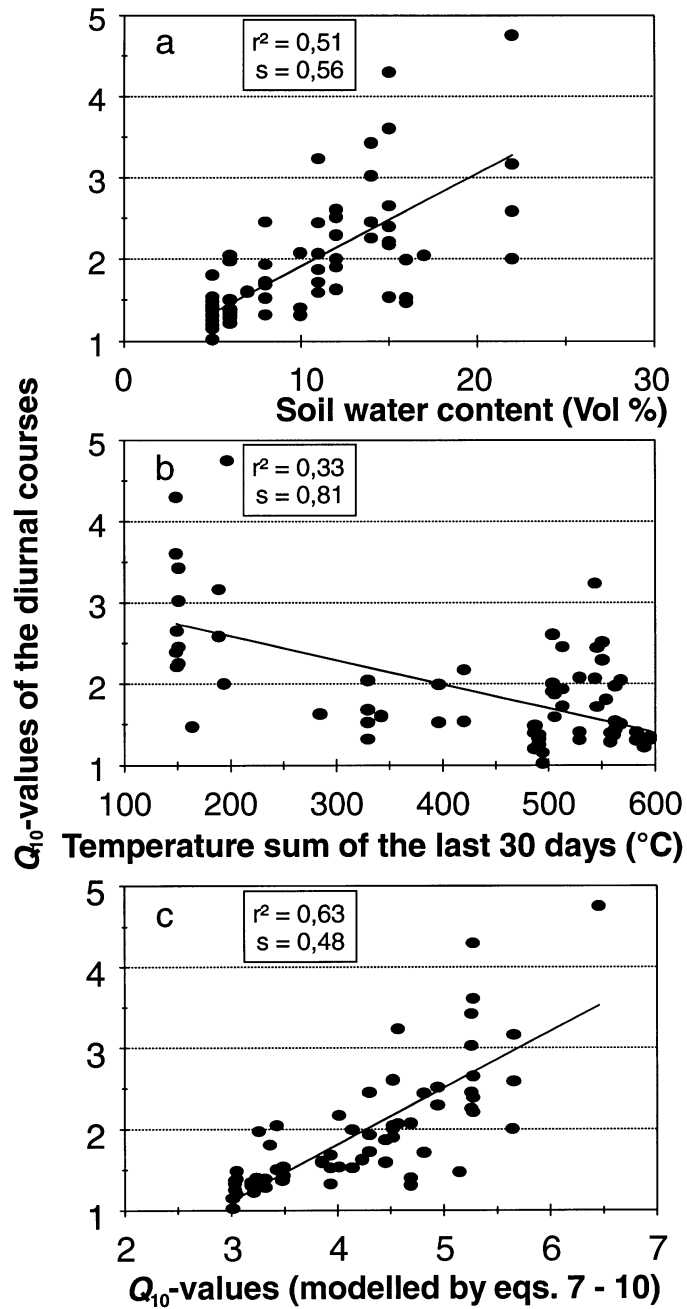 Q10-values of the diurnal courses
a
r² = 0,51
s = 0,56
5
4
3
2
1
0 10 20 30
Soil water content (Vol %)
b
r² = 0,33
s = 0,81
5
4
3
2
1
100 200 300 400 500 600
Temperature sum of the last 30 days (°C)
c
r² = 0,63
s = 0,48
5
4
3
2
1
2 3 4 5 6 7
Q10-values (modelled by eqs. 7 - 10)